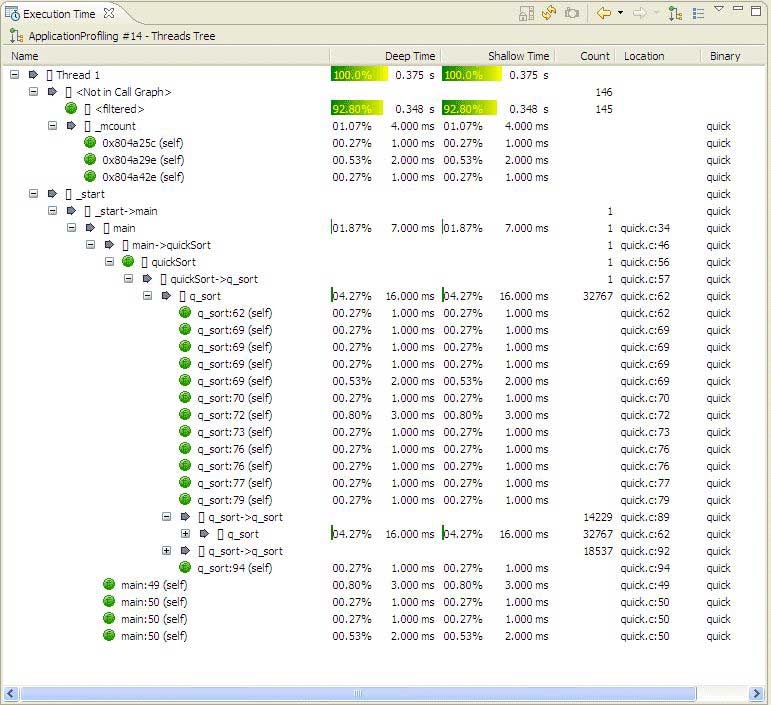 Execution Time
ApplicationProfiling #14 - Threads Tree
Name Deep Time Shallow Time Count Location Binary
[] Thread 1 100.0% 0.375 s 100.0% 0.375 s
[] <Not in Call Graph> 146
[] <filtered> 92.80% 0.348 s 92.80% 0.348 s 145
[] _mcount 01.07% 4.000 ms 01.07% 4.000 ms quick
0x804a25c (self) 00.27% 1.000 ms 00.27% 1.000 ms quick
0x804a29e (self) 00.53% 2.000 ms 00.53% 2.000 ms quick
0x804a42e (self) 00.27% 1.000 ms 00.27% 1.000 ms quick
[] _start quick
[] _start->main 1 quick
[] main 01.87% 7.000 ms 01.87% 7.000 ms 1 quick.c:34 quick
[] main->quickSort 1 quick.c:46 quick
[] quickSort 1 quick.c:56 quick
[] quickSort->q_sort 1 quick.c:57 quick
[] q_sort 04.27% 16.000 ms 04.27% 16.000 ms 32767 quick.c:62 quick
q_sort:62 (self) 00.27% 1.000 ms 00.27% 1.000 ms quick.c:62 quick
q_sort:69 (self) 00.27% 1.000 ms 00.27% 1.000 ms quick.c:69 quick
q_sort:69 (self) 00.27% 1.000 ms 00.27% 1.000 ms quick.c:69 quick
q_sort:69 (self) 00.27% 1.000 ms 00.27% 1.000 ms quick.c:69 quick
q_sort:69 (self) 00.53% 2.000 ms 00.53% 2.000 ms quick.c:69 quick
q_sort:70 (self) 00.27% 1.000 ms 00.27% 1.000 ms quick.c:70 quick
q_sort:72 (self) 00.80% 3.000 ms 00.80% 3.000 ms quick.c:72 quick
q_sort:73 (self) 00.27% 1.000 ms 00.27% 1.000 ms quick.c:73 quick
q_sort:76 (self) 00.27% 1.000 ms 00.27% 1.000 ms quick.c:76 quick
q_sort:76 (self) 00.27% 1.000 ms 00.27% 1.000 ms quick.c:76 quick
q_sort:77 (self) 00.27% 1.000 ms 00.27% 1.000 ms quick.c:77 quick
q_sort:79 (self) 00.27% 1.000 ms 00.27% 1.000 ms quick.c:79 quick
[] q_sort->q_sort 14229 quick.c:89 quick
[] q_sort 04.27% 16.000 ms 04.27% 16.000 ms 32767 quick.c:62 quick
[] q_sort->q_sort 18537 quick.c:92 quick
q_sort:94 (self) 00.27% 1.000 ms 00.27% 1.000 ms quick.c:94 quick
main:49 (self) 00.80% 3.000 ms 00.80% 3.000 ms quick.c:49 quick
main:50 (self) 00.27% 1.000 ms 00.27% 1.000 ms quick.c:50 quick
main:50 (self) 00.27% 1.000 ms 00.27% 1.000 ms quick.c:50 quick
main:50 (self) 00.53% 2.000 ms 00.53% 2.000 ms quick.c:50 quick